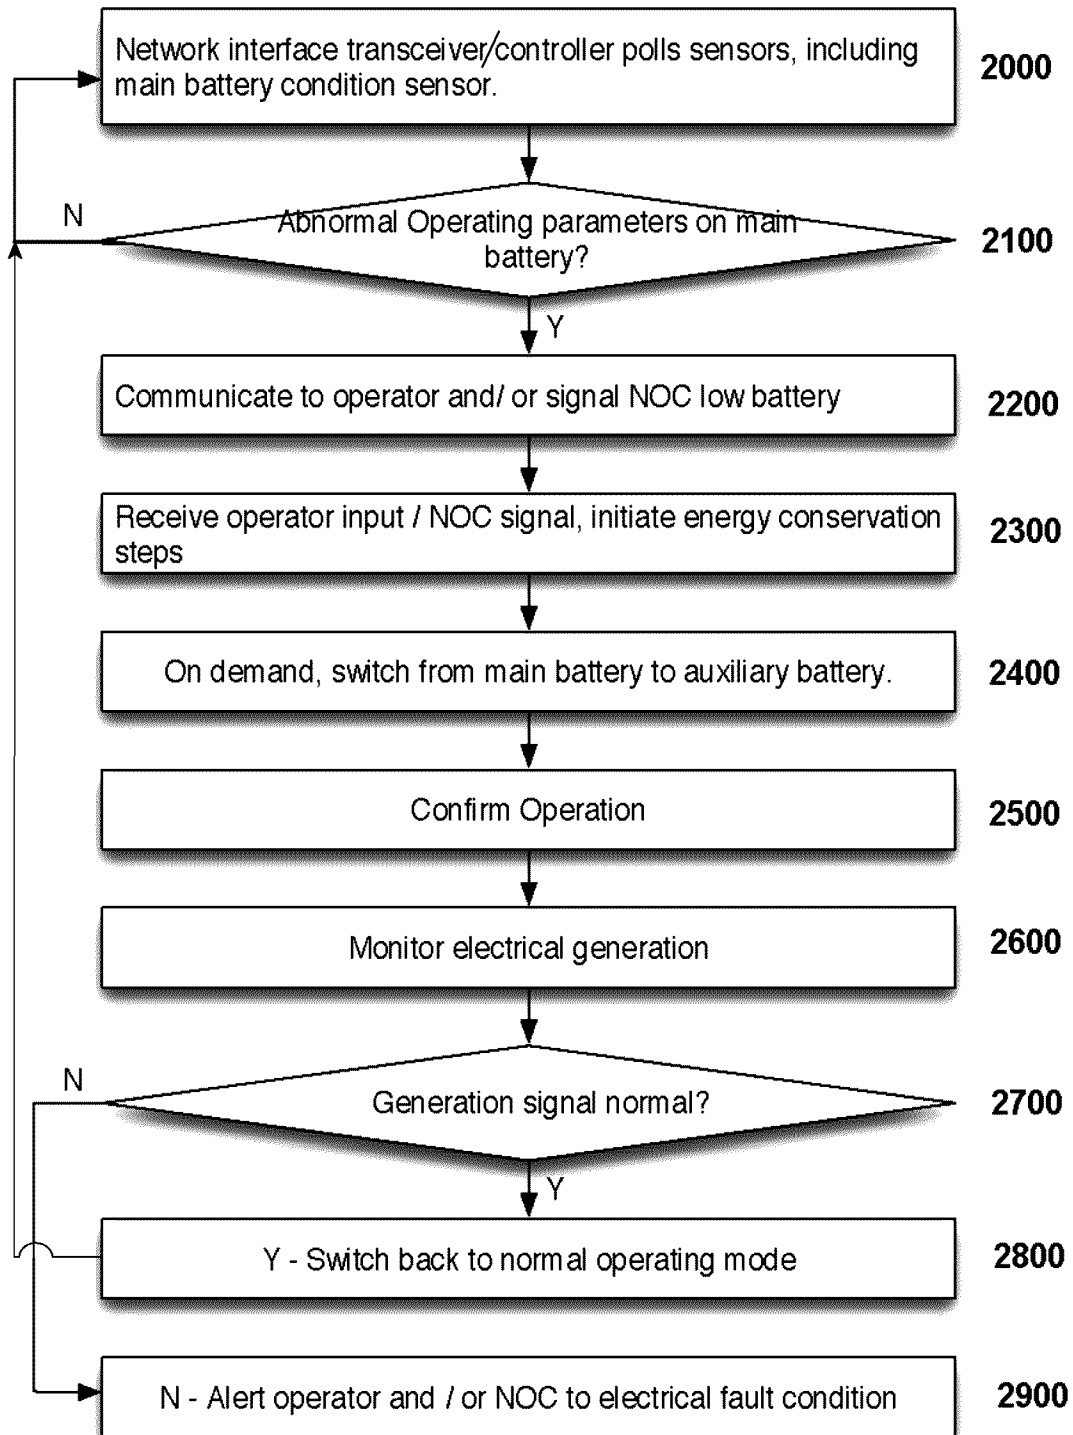 Network interface transceiver/controller polls sensors, including
main battery condition sensor.
2000
N
Abnormal Operating parameters on main
battery?
2100
Y
Communicate to operator and/ or signal NOC low battery
2200
Receive operator input / NOC signal, initiate energy conservation
steps
2300
On demand, switch from main battery to auxiliary battery.
2400
Confirm Operation
2500
Monitor electrical generation
2600
N
Generation signal normal?
2700
Y
Y - Switch back to normal operating mode
2800
N - Alert operator and / or NOC to electrical fault condition
2900